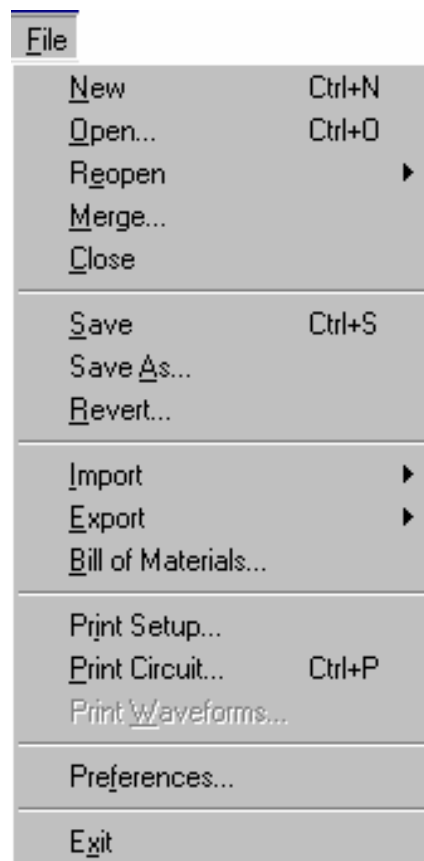 File
New Ctrl+N
Open... Ctrl+O
Reopen
Merge...
Close
Save Ctrl+S
Save As...
Revert...
Import
Export
Bill of Materials...
Print Setup...
Print Circuit... Ctrl+P
Print Waveforms...
Preferences...
Exit